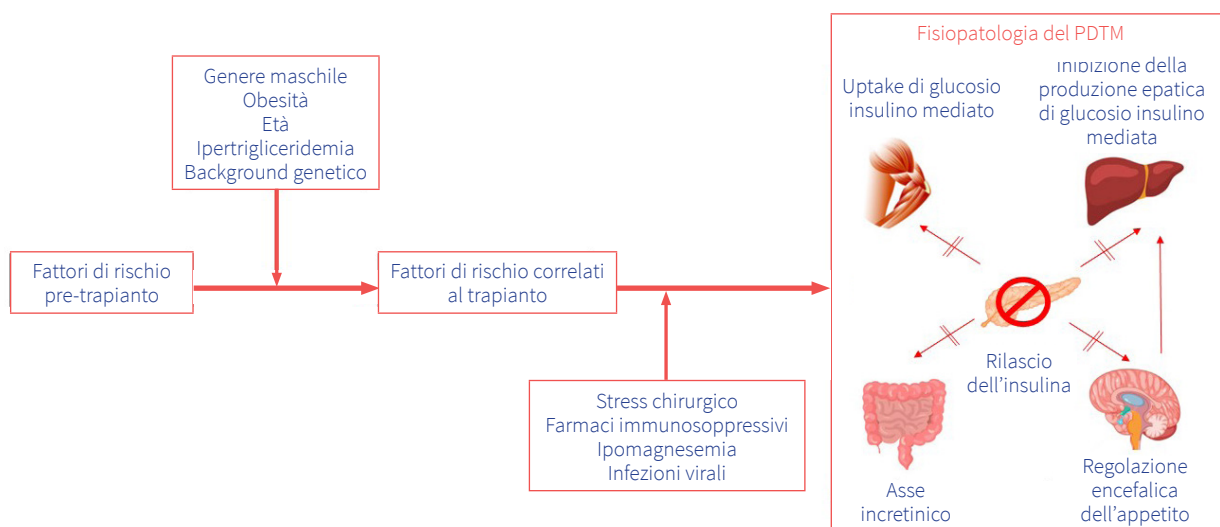 Fisiopatologia del PDTM
Genere maschile
Obesità
Età
Ipertrigliceridemia
Background genetico
Fattori di rischio
pre-trapianto
Fattori di rischio correlati
al trapianto
Stress chirurgico
Farmaci immunosoppressivi
Ipomagnesemia
Infezioni virali
Uptake di glucosio
insulino mediato
Inibizione della
produzione epatica
di glucosio insulino
mediata
Rilascio
dell'insulina
Asse
incretinico
Regolazione
encefalica
dell'appetito